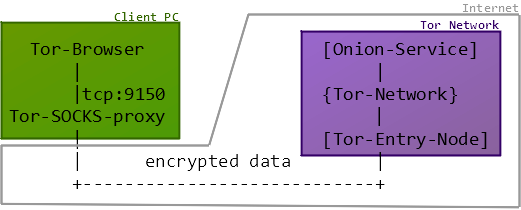 Internet
Client PC
Tor Network
Tor-Browser
[Onion-Service]
tcp:9150
{Tor-Network}
Tor-SOCKS-proxy
[Tor-Entry-Node]
encrypted data